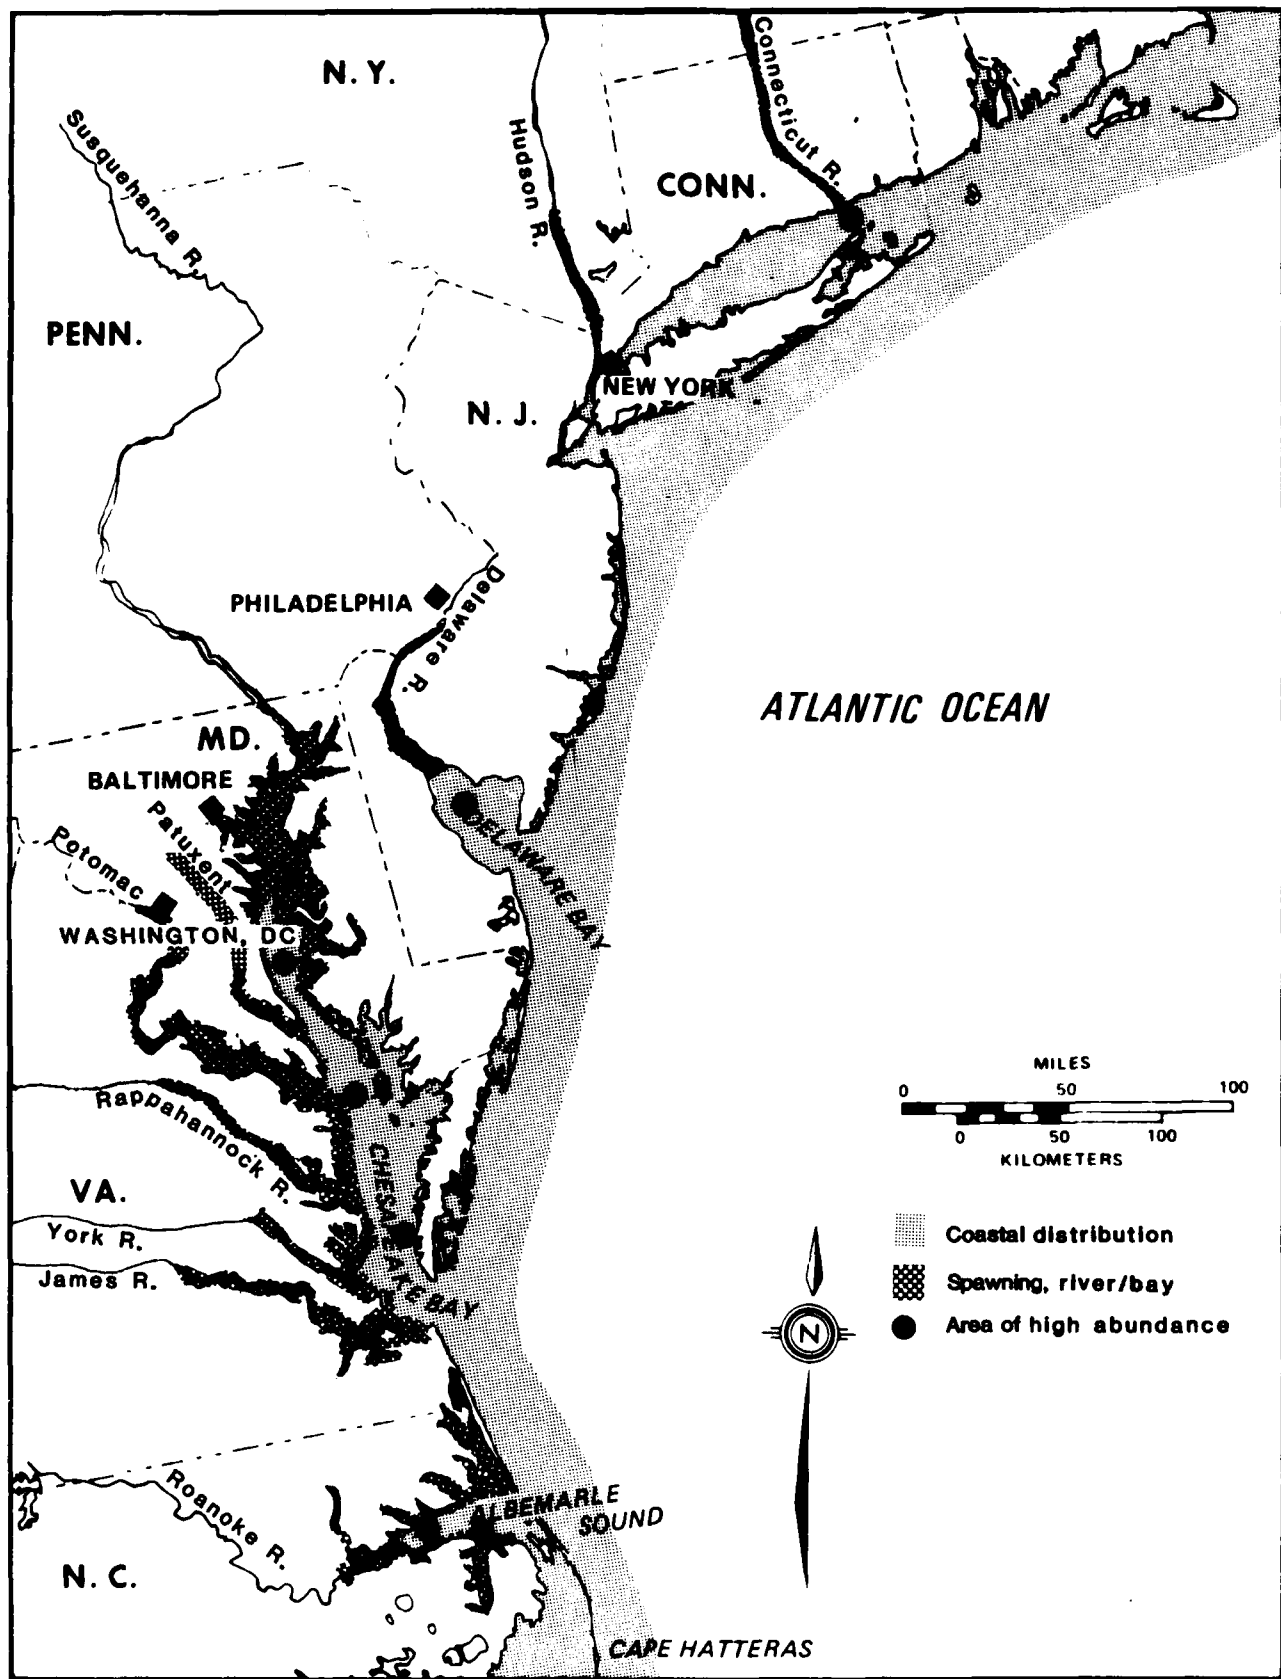 N. Y.
Susquehanna R.
Hudson R.
Connecticut R.
CONN.
PENN.
NEW YORK
N. J.
PHILADELPHIA
Delaware R.
ATLANTIC OCEAN
MD.
BALTIMORE
Patuxent
Potomac
DELAWARE BAY
WASHINGTON, DC
MILES
0 50 100
0 50 100
KILOMETERS
Rappahannock R.
CHESAPEAKE BAY
VA.
York R.
James R.
Coastal distribution
Spawning, river/bay
Area of high abundance
N
Roanoke R.
ALBEMARLE
SOUND
N. C.
CAPE HATTERAS